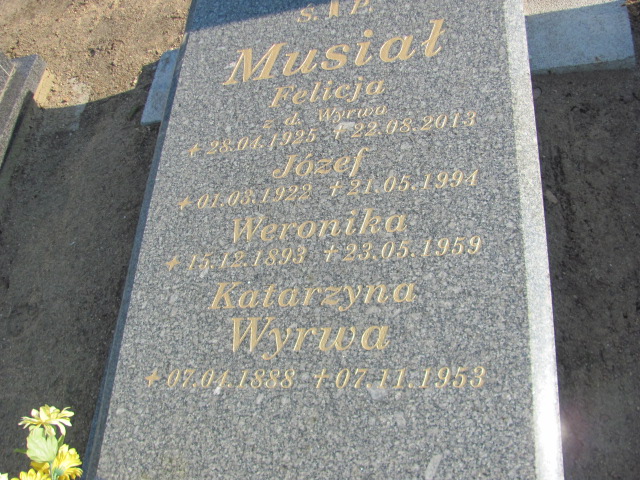 Ś. † P.
Musiał
Felicja
z d. Wyrwa
+ 28.04.1925 + 22.08.2013
Józef
+ 01.03.1922 + 21.05.1994
Weronika
+ 15.12.1893 + 23.05.1959
Katarzyna
Wyrwa
+ 07.04.1888 + 07.11.1953